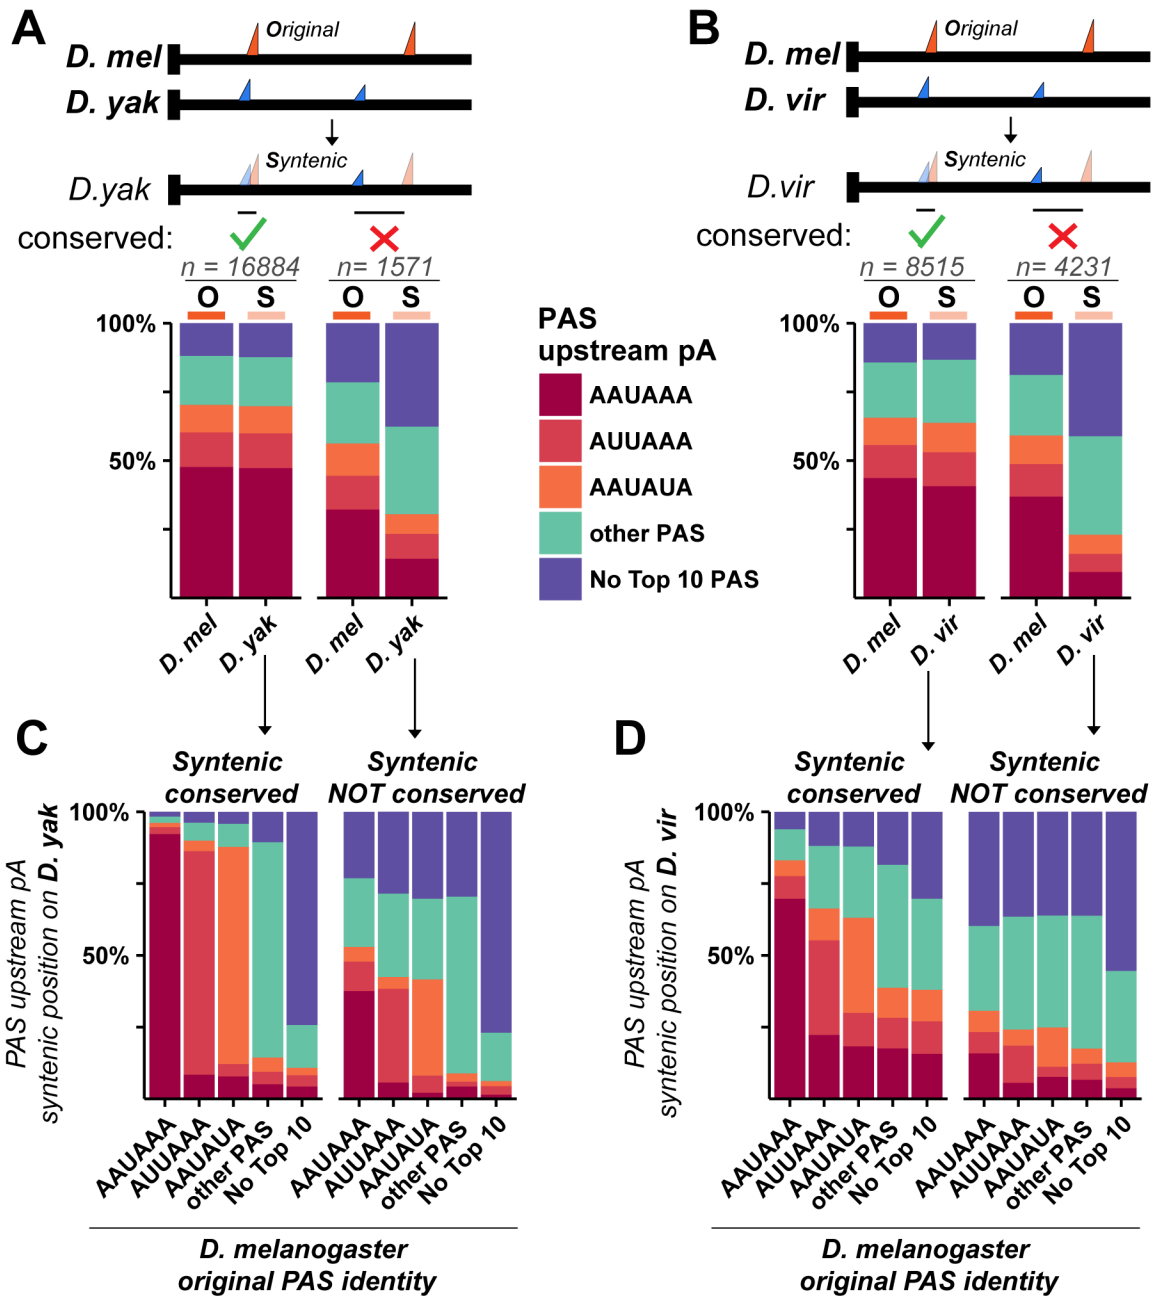 A
Original
D. mel
D. yak
Syntenic
D.yak
conserved:
n = 16884
n= 1571
O
S
O
S
100%
50%
D. mel
D. yak
D. mel
D. yak
PAS
upstream pA
AAUAAA
AUUAAA
AAUAUA
other PAS
No Top 10 PAS
B
Original
D. mel
D. vir
Syntenic
D.vir
conserved:
n = 8515
n= 4231
O
S
O
S
100%
50%
D. mel
D. vir
D. mel
D. vir
C
Syntenic
conserved
Syntenic
NOT conserved
PAS upstream pA
syntenic position on D. yak
100%
50%
AAUAAA
AUUAAA
AAUAUA
other PAS
No Top 10
AAUAAA
AUUAAA
AAUAUA
other PAS
No Top 10
D. melanogaster
original PAS identity
D
Syntenic
conserved
Syntenic
NOT conserved
PAS upstream pA
syntenic position on D. vir
100%
50%
AAUAAA
AUUAAA
AAUAUA
other PAS
No Top 10
AAUAAA
AUUAAA
AAUAUA
other PAS
No Top 10
D. melanogaster
original PAS identity